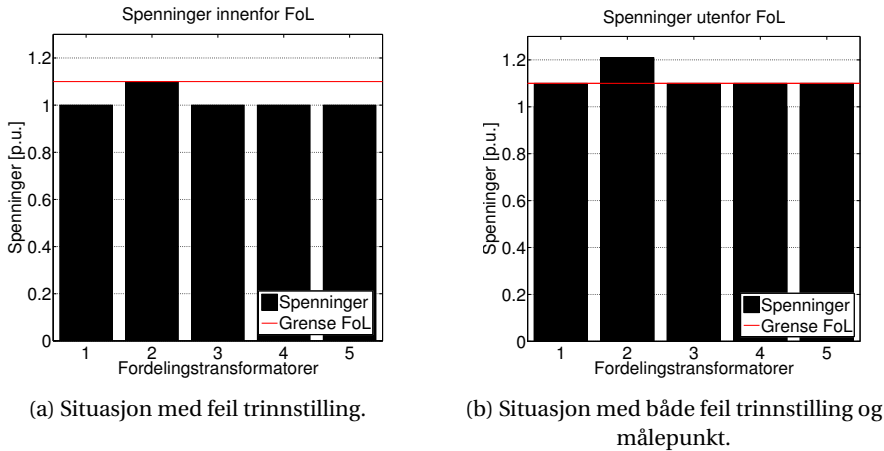 Spenninger innenfor FoL
1.2
1
0.8
0.6
0.4
0.2
0
Spenninger [p.u.]
Spenninger
Grense FoL
1 2 3 4 5
Fordelingstransformatorer
(a) Situasjon med feil trinnstilling.
Spenninger utenfor FoL
1.2
1
0.8
0.6
0.4
0.2
0
Spenninger [p.u.]
Spenninger
Grense FoL
1 2 3 4 5
Fordelingstransformatorer
(b) Situasjon med både feil trinnstilling og
målepunkt.